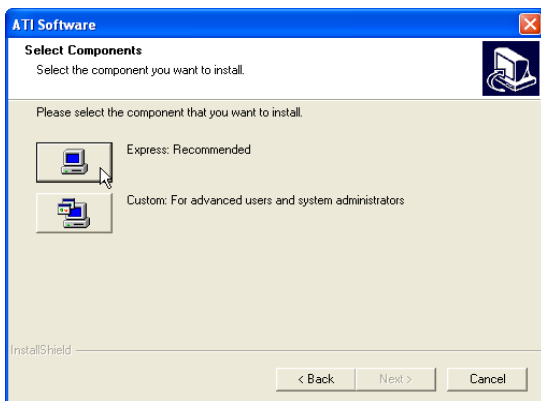 ATI Software
Select Components
Select the component you want to install.
Please select the component that you want to install.
Express: Recommended
Custom: For advanced users and system administrators
InstallShield
< Back Next > Cancel